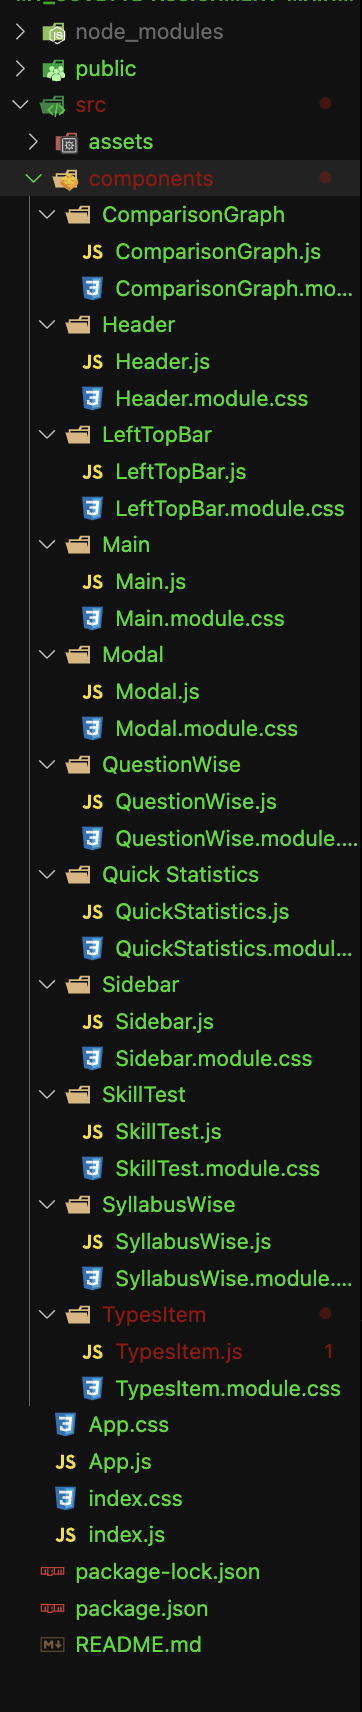 node_modules
public
src
assets
components
ComparisonGraph
JS ComparisonGraph.js
ComparisonGraph.mo...
Header
JS Header.js
Header.module.css
LeftTopBar
JS LeftTopBar.js
LeftTopBar.module.css
Main
JS Main.js
Main.module.css
Modal
JS Modal.js
Modal.module.css
QuestionWise
JS QuestionWise.js
QuestionWise.module....
Quick Statistics
JS QuickStatistics.js
QuickStatistics.modul...
Sidebar
JS Sidebar.js
Sidebar.module.css
SkillTest
JS SkillTest.js
SkillTest.module.css
SyllabusWise
JS SyllabusWise.js
SyllabusWise.module....
TypesItem
JS TypesItem.js 1
TypesItem.module.css
App.css
JS App.js
index.css
JS index.js
package-lock.json
package.json
README.md